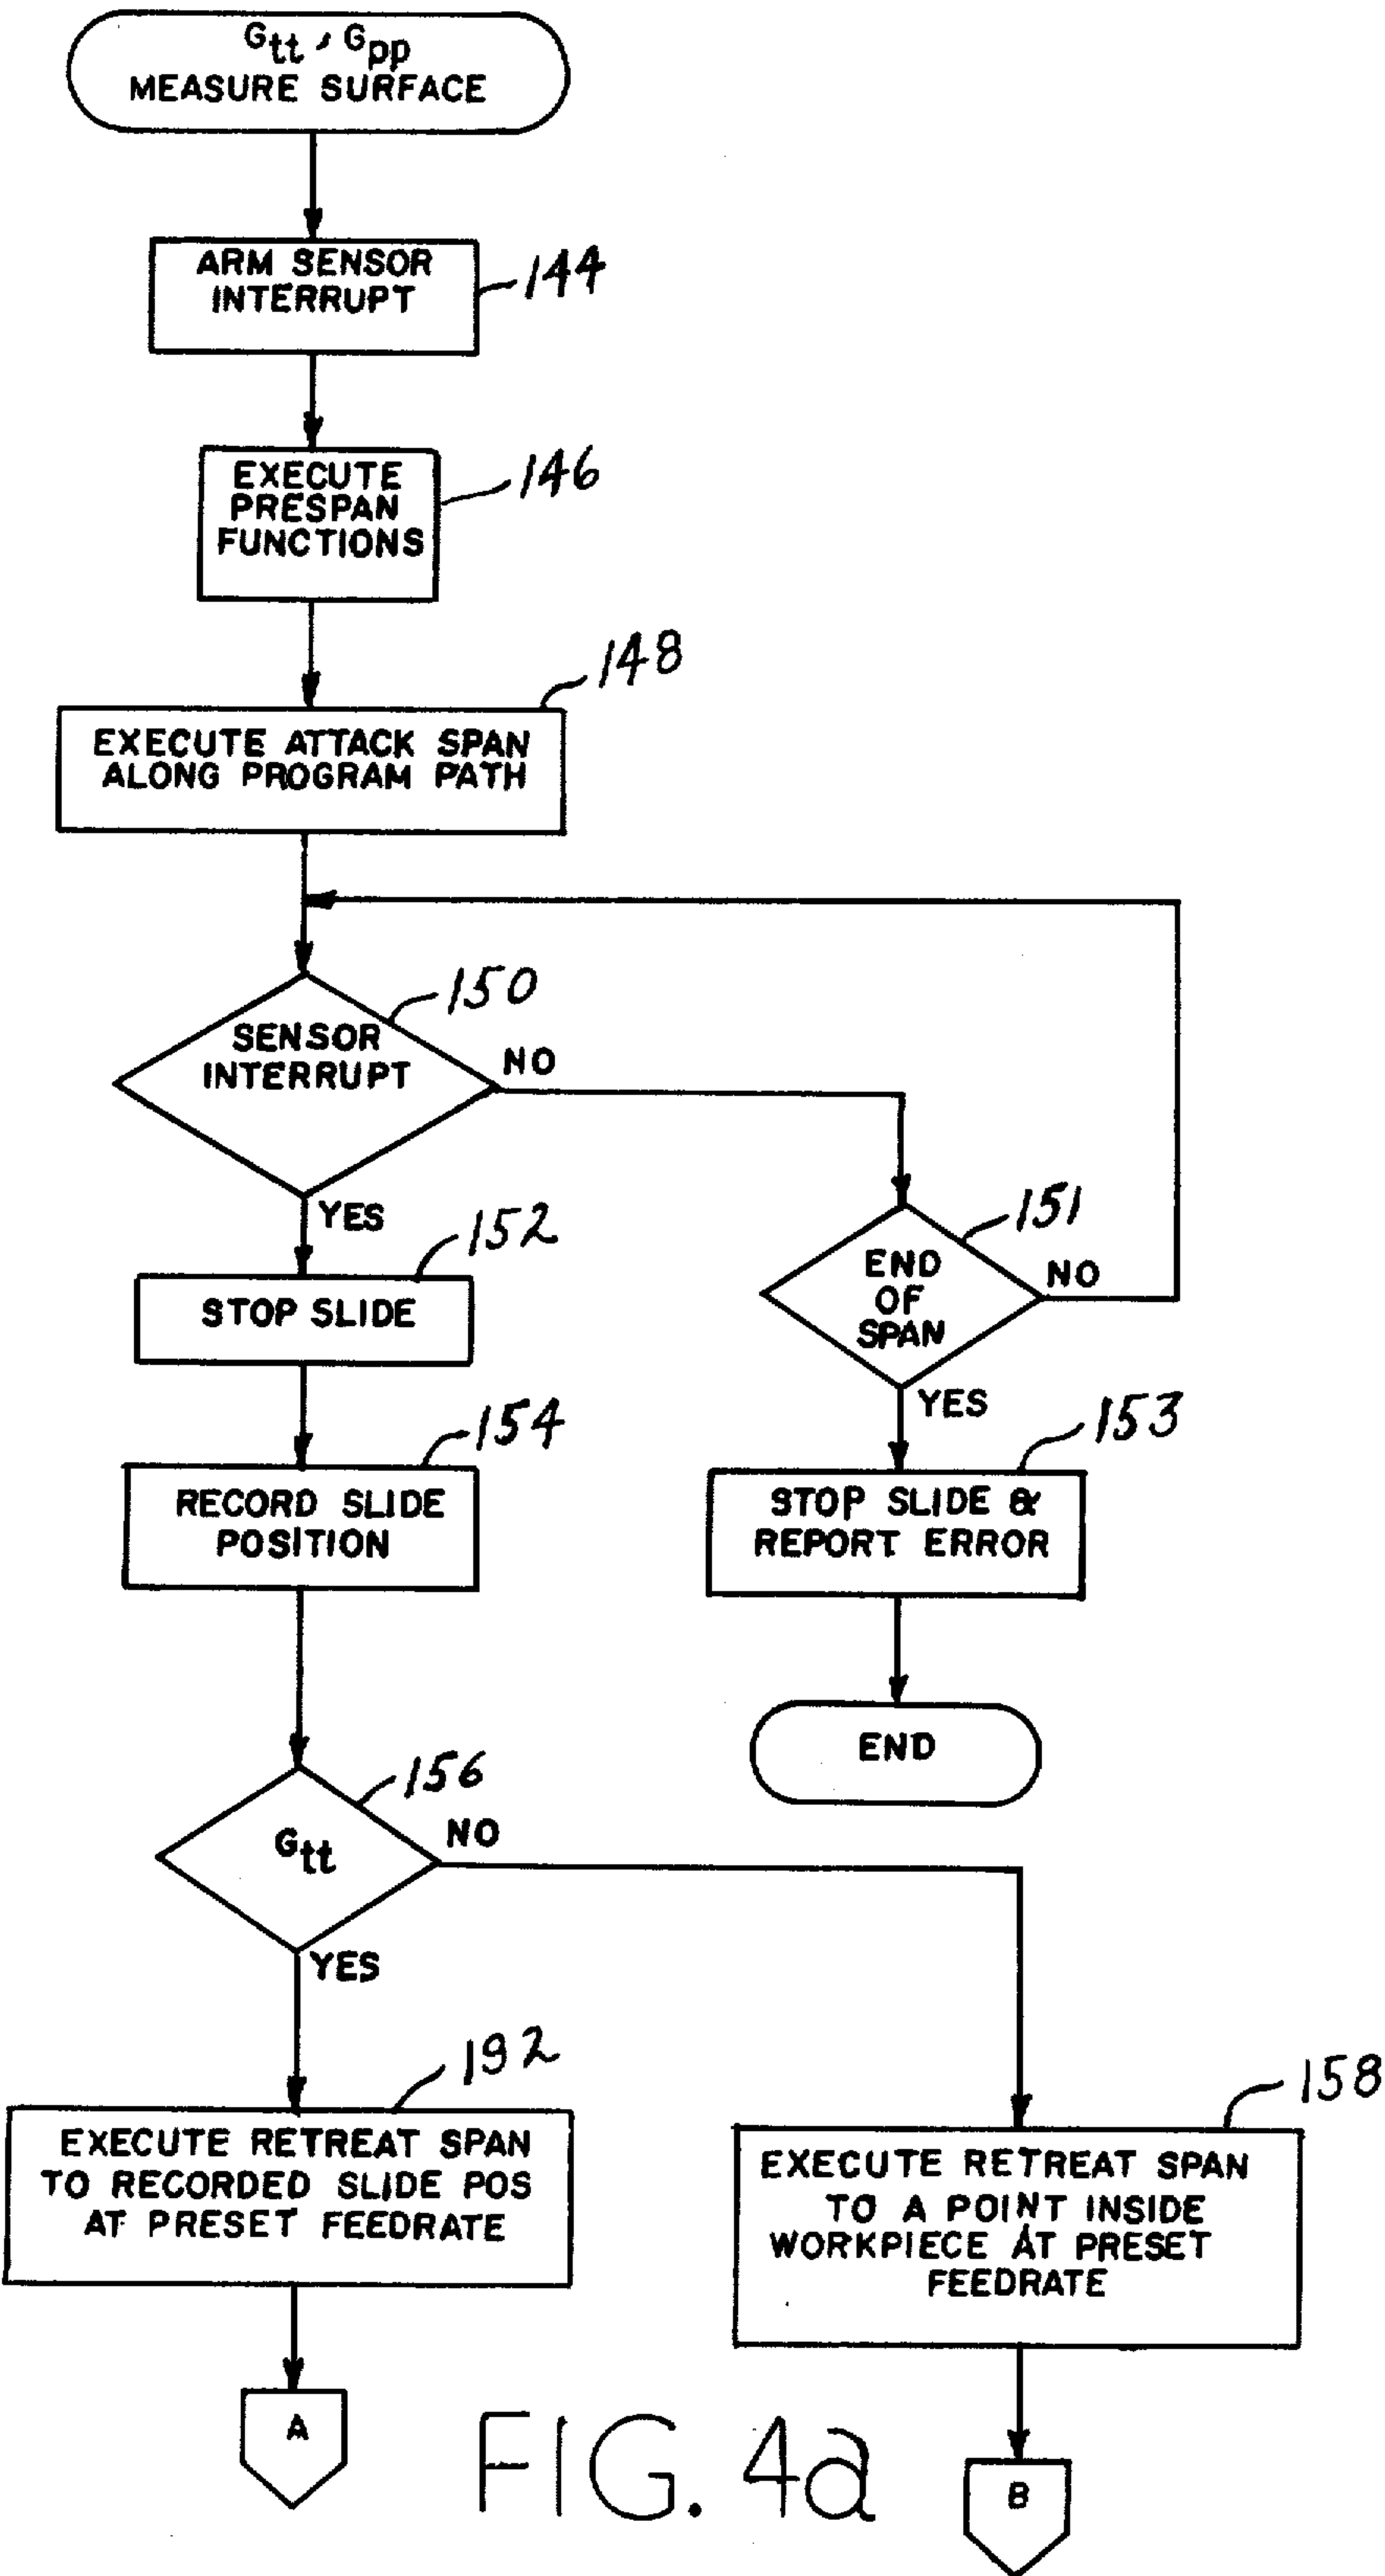 Gtt, Gpp
MEASURE SURFACE
ARM SENSOR
INTERRUPT
144
EXECUTE
PRESPAN
FUNCTIONS
146
148
EXECUTE ATTACK SPAN
ALONG PROGRAM PATH
150
SENSOR
INTERRUPT
NO
YES
151
END
OF
SPAN
NO
YES
152
STOP SLIDE
153
STOP SLIDE &
REPORT ERROR
154
RECORD SLIDE
POSITION
END
156
Gtt
NO
YES
192
EXECUTE RETREAT SPAN
TO RECORDED SLIDE POS
AT PRESET FEEDRATE
158
EXECUTE RETREAT SPAN
TO A POINT INSIDE
WORKPIECE AT PRESET
FEEDRATE
A
B
FIG. 4a